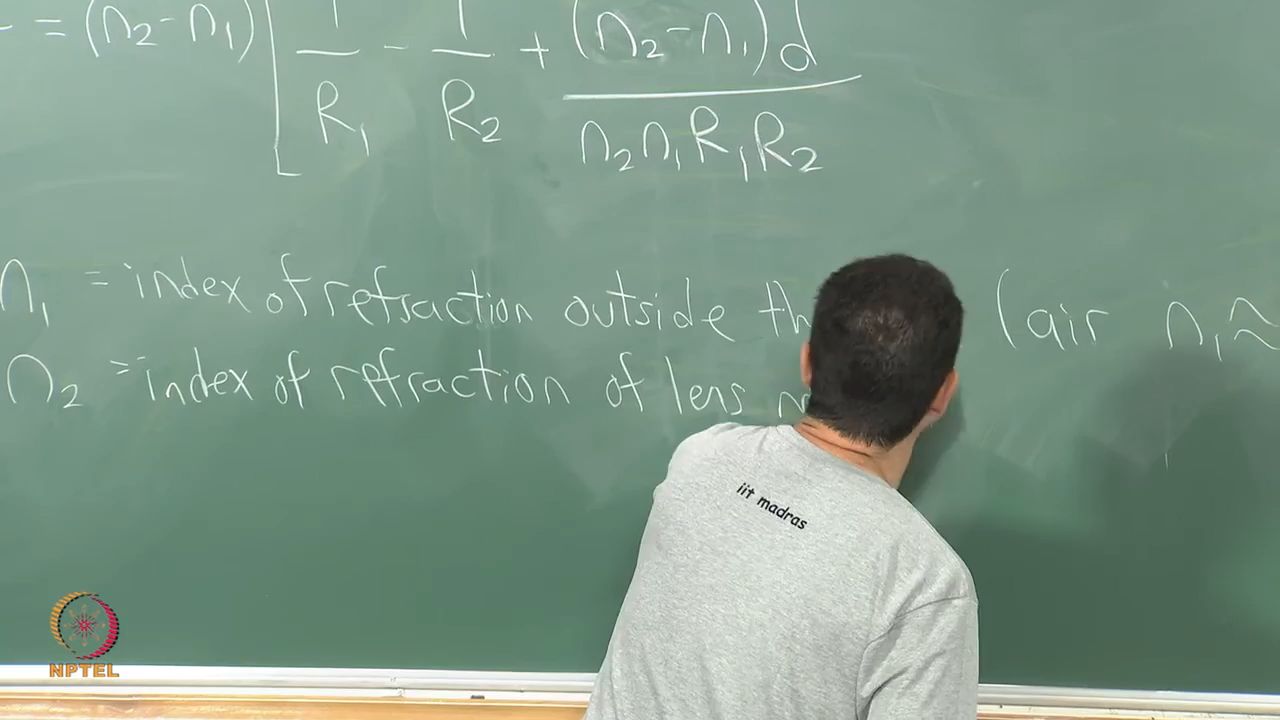 = (n₂-n₁) [ 1/R₁ - 1/R₂ + (n₂-n₁)d / n₂n₁R₁R₂
n₁ = index of refraction outside (air n₁≈
n₂ = index of refraction of lens
iit madras
NPTEL